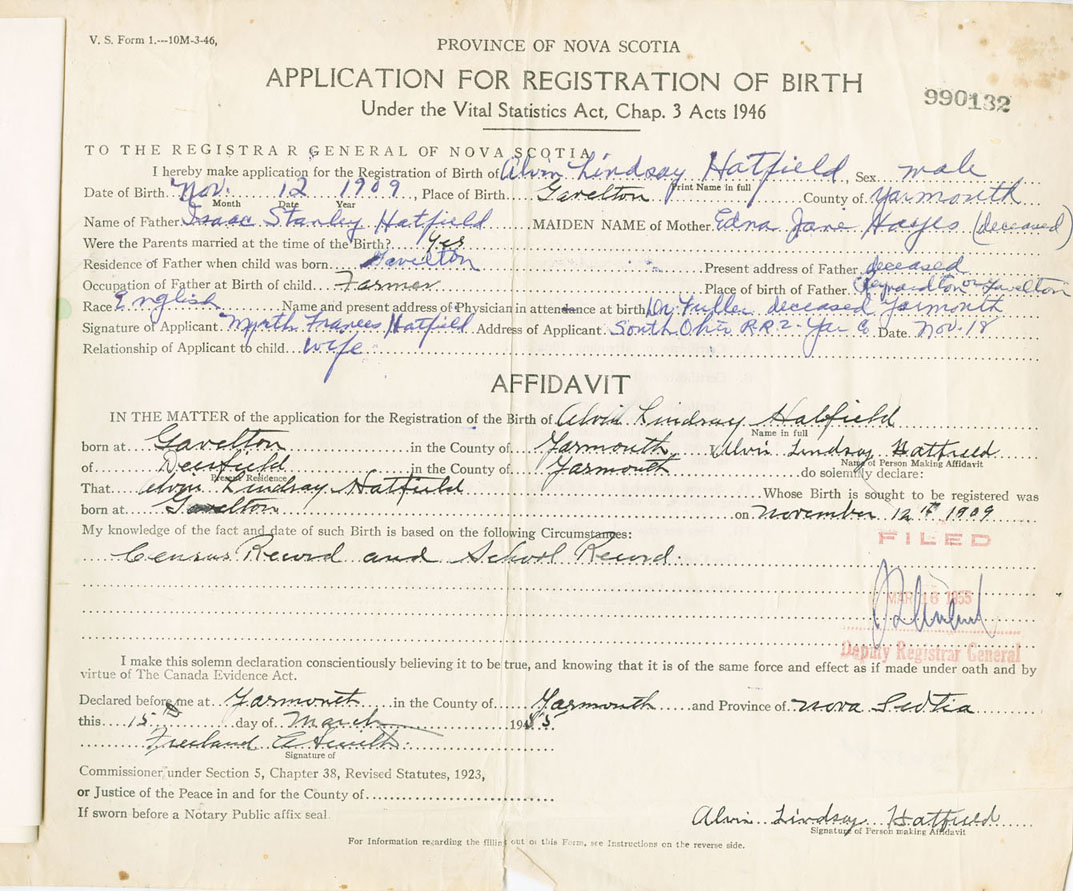 V. S. Form 1.---10M-3-46,
PROVINCE OF NOVA SCOTIA
APPLICATION FOR REGISTRATION OF BIRTH
990132
Under the Vital Statistics Act, Chap. 3 Acts 1946
TO THE REGISTRAR GENERAL OF NOVA SCOTIA
I hereby make application for the Registration of Birth of Alvin Lindsay Hatfield, Sex male
Print Name in full
Date of Birth Nov. 12 1909, Place of Birth Gavelton County of Yarmouth
Month Date Year
Name of Father Isaac Stanley Hatfield MAIDEN NAME of Mother Edna Jane Hayes (deceased)
Were the Parents married at the time of the Birth? Yes
Residence of Father when child was born Gavelton Present address of Father deceased
Occupation of Father at Birth of child Farmer Place of birth of Father or Gavelton
Race English Name and present address of Physician in attendance at birth Dr. Fuller deceased Yarmouth
Signature of Applicant Myrth Frances Hatfield Address of Applicant South Ohio, R.R. 2 Yar Date Nov. 18
Relationship of Applicant to child wife
AFFIDAVIT
IN THE MATTER of the application for the Registration of the Birth of Alvin Lindsay Hatfield
Name in full
born at Gavelton in the County of Yarmouth, I Alvin Lindsay Hatfield
Name of Person Making Affidavit
of Deerfield in the County of Yarmouth do solemnly declare:
Present Residence
That Alvin Lindsay Hatfield Whose Birth is sought to be registered was
born at Gavelton on November 12th 1909
My knowledge of the fact and date of such Birth is based on the following Circumstances:
Census Record and School Record.
FILED
MAR 16 1955
Deputy Registrar General
I make this solemn declaration conscientiously believing it to be true, and knowing that it is of the same force and effect as if made under oath and by
virtue of The Canada Evidence Act.
Declared before me at Yarmouth in the County of Yarmouth and Province of Nova Scotia
this 15th day of March 1955
Freeland A Smith
Signature of
Commissioner under Section 5, Chapter 38, Revised Statutes, 1923,
or Justice of the Peace in and for the County of
If sworn before a Notary Public affix seal.
Alvin Lindsay Hatfield
Signature of Person making Affidavit
For Information regarding the filling out of this Form, see Instructions on the reverse side.